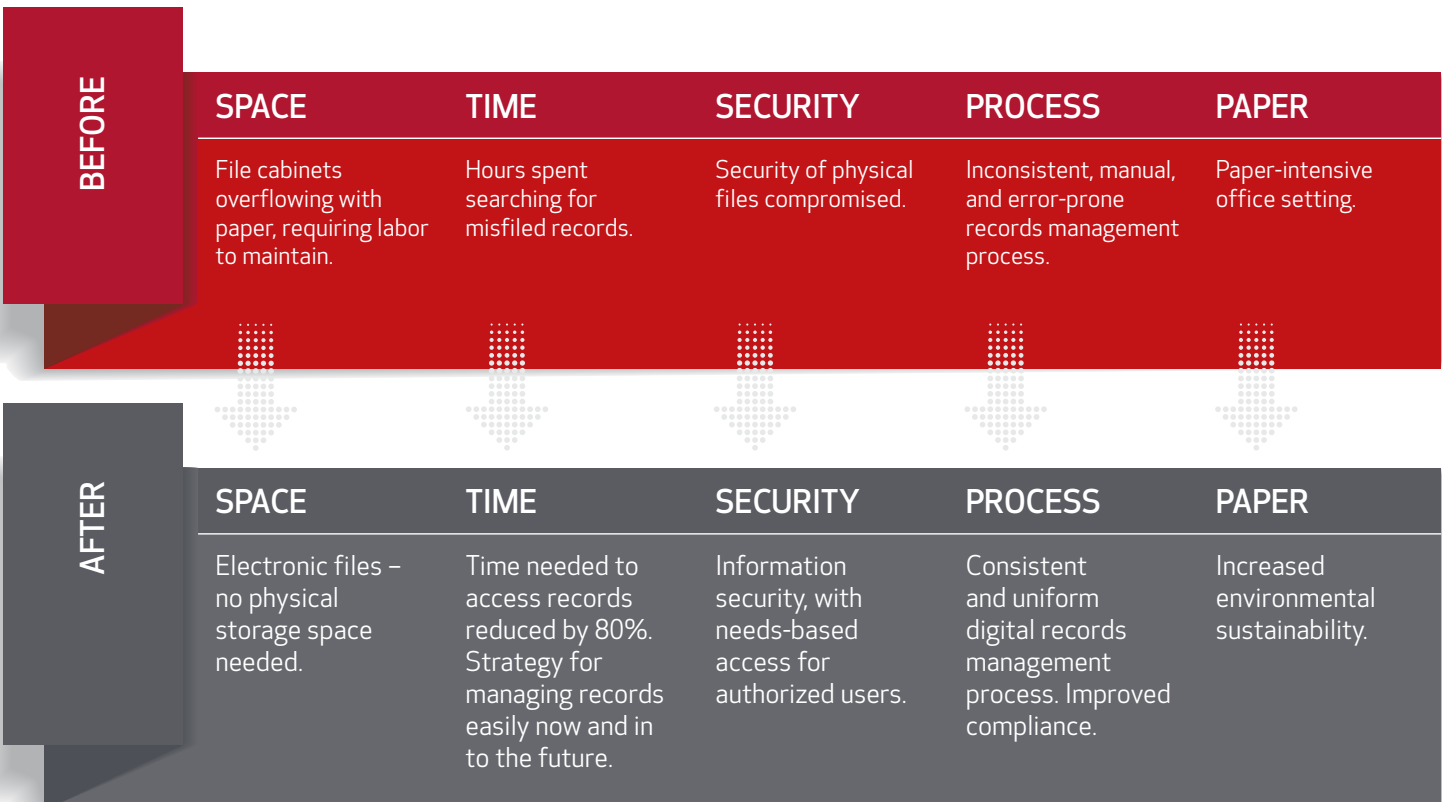 BEFORE
SPACE
File cabinets
overflowing with
paper, requiring labor
to maintain.
TIME
Hours spent
searching for
misfiled records.
SECURITY
Security of physical
files compromised.
PROCESS
Inconsistent, manual,
and error-prone
records management
process.
PAPER
Paper-intensive
office setting.
AFTER
SPACE
Electronic files –
no physical
storage space
needed.
TIME
Time needed to
access records
reduced by 80%.
Strategy for
managing records
easily now and in
to the future.
SECURITY
Information
security, with
needs-based
access for
authorized users.
PROCESS
Consistent
and uniform
digital records
management
process. Improved
compliance.
PAPER
Increased
environmental
sustainability.